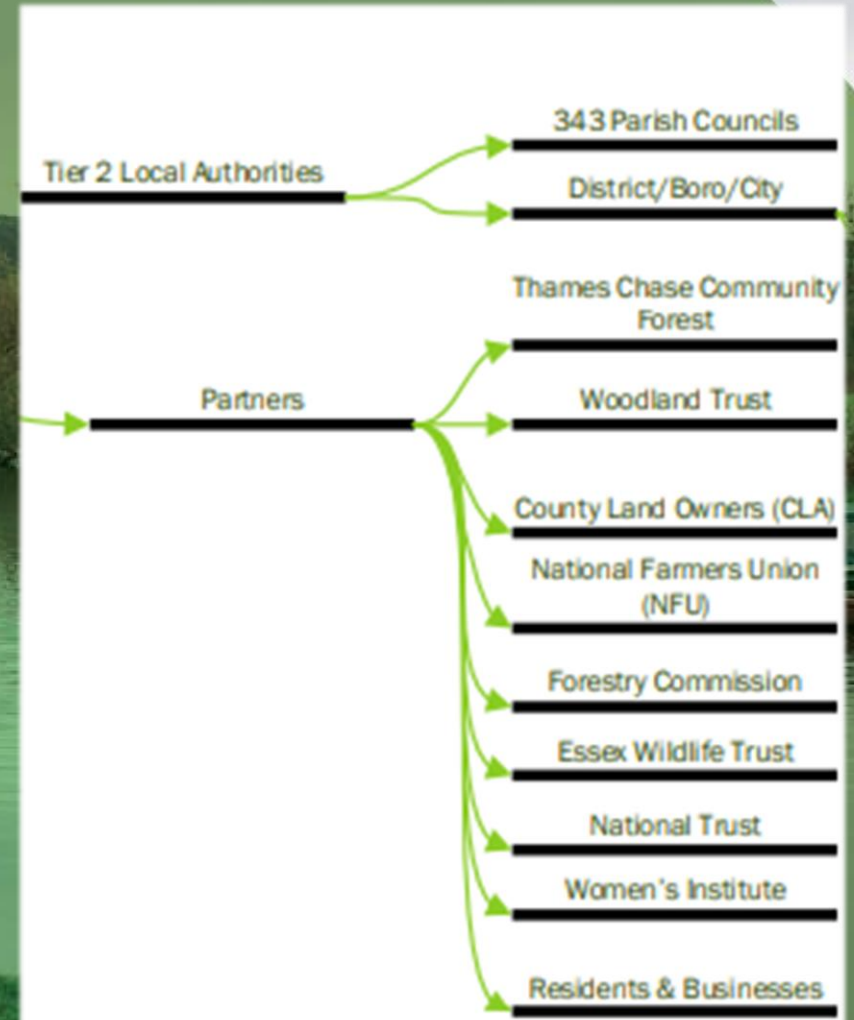 343 Parish Councils
Tier 2 Local Authorities
District/Boro/City
Thames Chase Community
Forest
Partners
Woodland Trust
County Land Owners (CLA)
National Farmers Union
(NFU)
Forestry Commission
Essex Wildlife Trust
National Trust
Women's Institute
Residents & Businesses